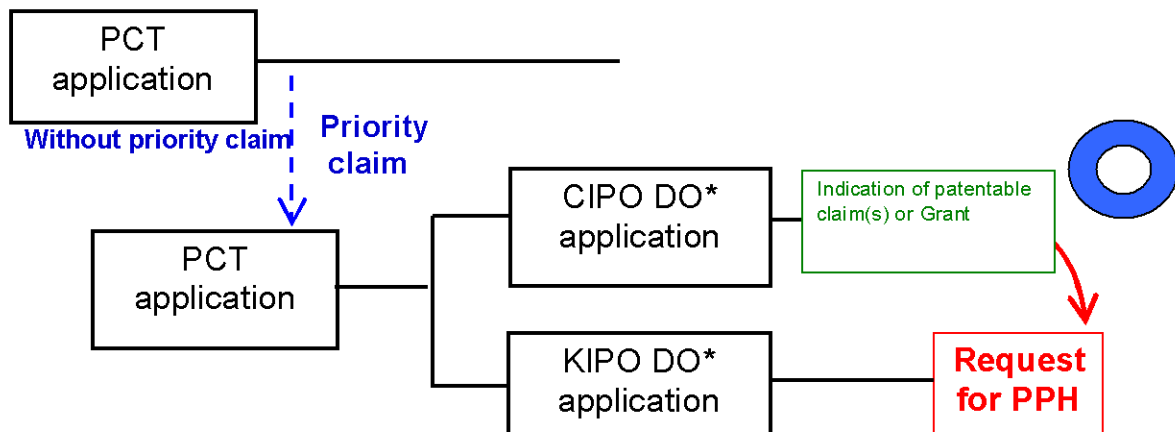 PCT
application
Without priority claim
Priority
claim
CIPO DO*
application
Indication of patentable
claim(s) or Grant
PCT
application
KIPO DO*
application
Request
for PPH